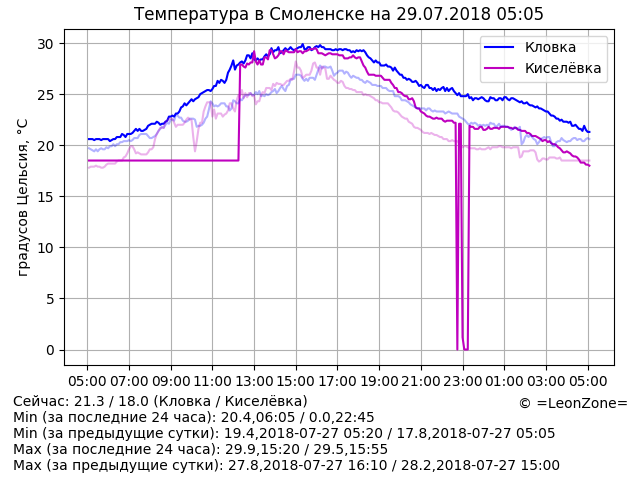 Температура в Смоленске на 29.07.2018 05:05
Кловка
Киселёвка
градусов Цельсия, °C
30
25
20
15
10
5
0
05:00 07:00 09:00 11:00 13:00 15:00 17:00 19:00 21:00 23:00 01:00 03:00 05:00
Сейчас: 21.3 / 18.0 (Кловка / Киселёвка)
© =LeonZone=
Min (за последние 24 часа): 20.4,06:05 / 0.0,22:45
Min (за предыдущие сутки): 19.4,2018-07-27 05:20 / 17.8,2018-07-27 05:05
Max (за последние 24 часа): 29.9,15:20 / 29.5,15:55
Max (за предыдущие сутки): 27.8,2018-07-27 16:10 / 28.2,2018-07-27 15:00